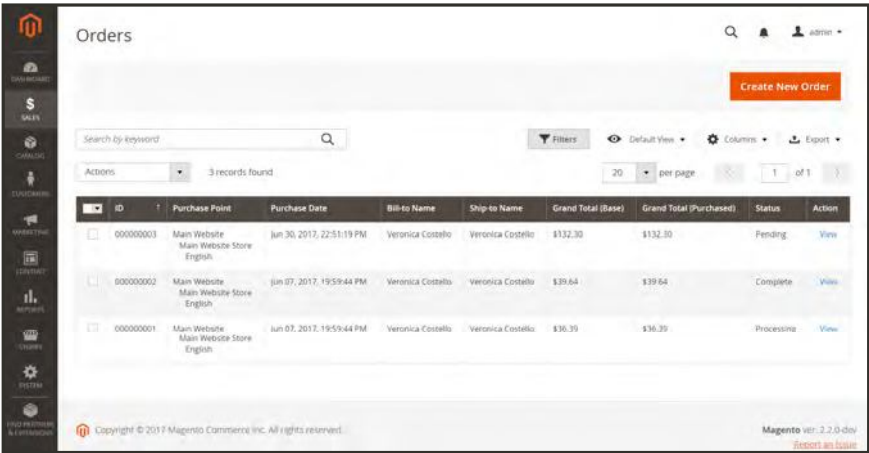 Orders
admin
DASHBOARD
Create New Order
$
SALES
Search by keyword
Filters
Default View
Columns
Export
CATALOG
Actions
3 records found
20
per page
1
of 1
CUSTOMERS
ID ↑ Purchase Point Purchase Date Bill-to Name Ship-to Name Grand Total (Base) Grand Total (Purchased) Status Action
MARKETING
000000003 Main Website Jun 30, 2017, 22:51:19 PM Veronica Costello Veronica Costello $132.30 $132.30 Pending View
Main Website Store
English
CONTENT
000000002 Main Website Jun 07, 2017, 19:59:44 PM Veronica Costello Veronica Costello $39.64 $39.64 Complete View
Main Website Store
English
REPORTS
000000001 Main Website Jun 07, 2017, 19:59:44 PM Veronica Costello Veronica Costello $36.39 $36.39 Processing View
Main Website Store
English
STORES
SYSTEM
FIND PARTNERS
& EXTENSIONS
Copyright © 2017 Magento Commerce Inc. All rights reserved.
Magento ver. 2.2.0-dev
Report an Issue